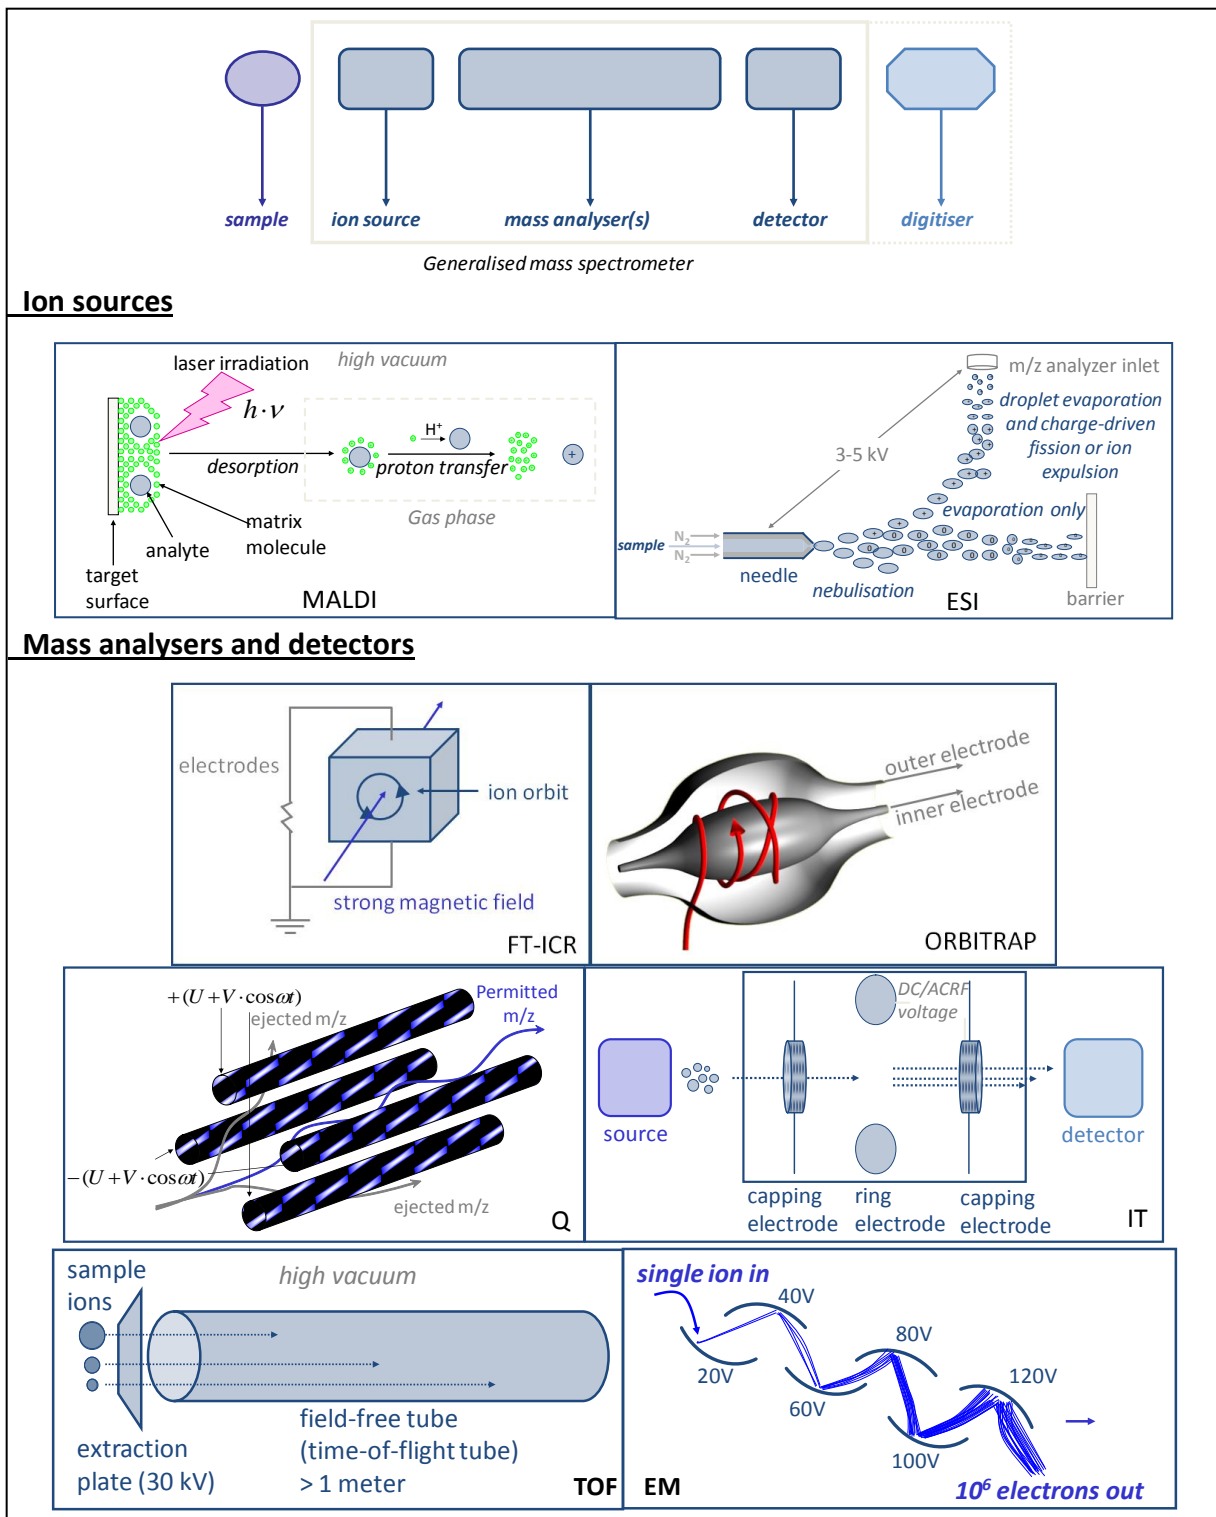 sample
ion source
mass analyser(s)
detector
digitiser
Generalised mass spectrometer
Ion sources
laser irradiation
high vacuum
h·ν
H+
desorption
proton transfer
Gas phase
matrix
molecule
analyte
target
surface
MALDI
m/z analyzer inlet
droplet evaporation
and charge-driven
fission or ion
expulsion
3-5 kV
evaporation only
N2
sample
N2
needle
nebulisation
ESI
barrier
Mass analysers and detectors
electrodes
ion orbit
strong magnetic field
FT-ICR
outer electrode
inner electrode
ORBITRAP
+(U+V·cosωt)
ejected m/z
Permitted
m/z
−(U+V·cosωt)
ejected m/z
Q
DC/ACRF
voltage
source
detector
capping
electrode
ring
electrode
capping
electrode
IT
sample
ions
high vacuum
field-free tube
(time-of-flight tube)
> 1 meter
extraction
plate (30 kV)
TOF
single ion in
40V
80V
20V
120V
60V
100V
EM
10⁶ electrons out